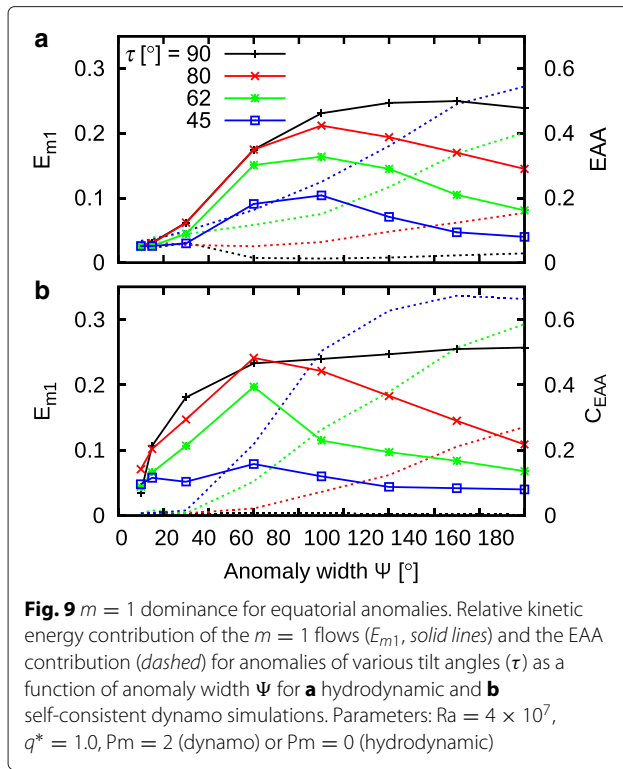 a
τ [°] = 90
80
62
45
0.3
0.2
0.1
0
E_m1
0.6
0.4
0.2
0
EAA
b
0.3
0.2
0.1
0
E_m1
0.6
0.4
0.2
0
C_EAA
0 20 40 60 80 100 120 140 160 180
Anomaly width Ψ [°]
Fig. 9 m = 1 dominance for equatorial anomalies. Relative kinetic
energy contribution of the m = 1 flows (E_m1, solid lines) and the EAA
contribution (dashed) for anomalies of various tilt angles (τ) as a
function of anomaly width Ψ for a hydrodynamic and b
self-consistent dynamo simulations. Parameters: Ra = 4 × 10⁷,
q* = 1.0, Pm = 2 (dynamo) or Pm = 0 (hydrodynamic)